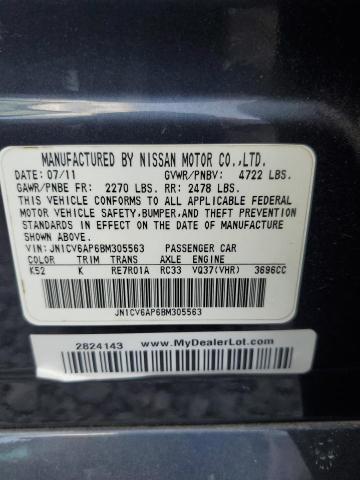 MANUFACTURED BY NISSAN MOTOR CO.,LTD.
DATE: 07/11 GVWR/PNBV: 4722 LBS.
GAWR/PNBE FR: 2270 LBS. RR: 2478 LBS.
THIS VEHICLE CONFORMS TO ALL APPLICABLE FEDERAL
MOTOR VEHICLE SAFETY,BUMPER,AND THEFT PREVENTION
STANDARDS IN EFFECT ON THE DATE OF MANUFACTURE
SHOWN ABOVE.
VIN:JN1CV6AP6BM305563 PASSENGER CAR
COLOR TRIM TRANS AXLE ENGINE
K52 K RE7R01A RC33 VQ37(VHR) 3696CC
JN1CV6AP6BM305563
2824143 www.MyDealerLot.com